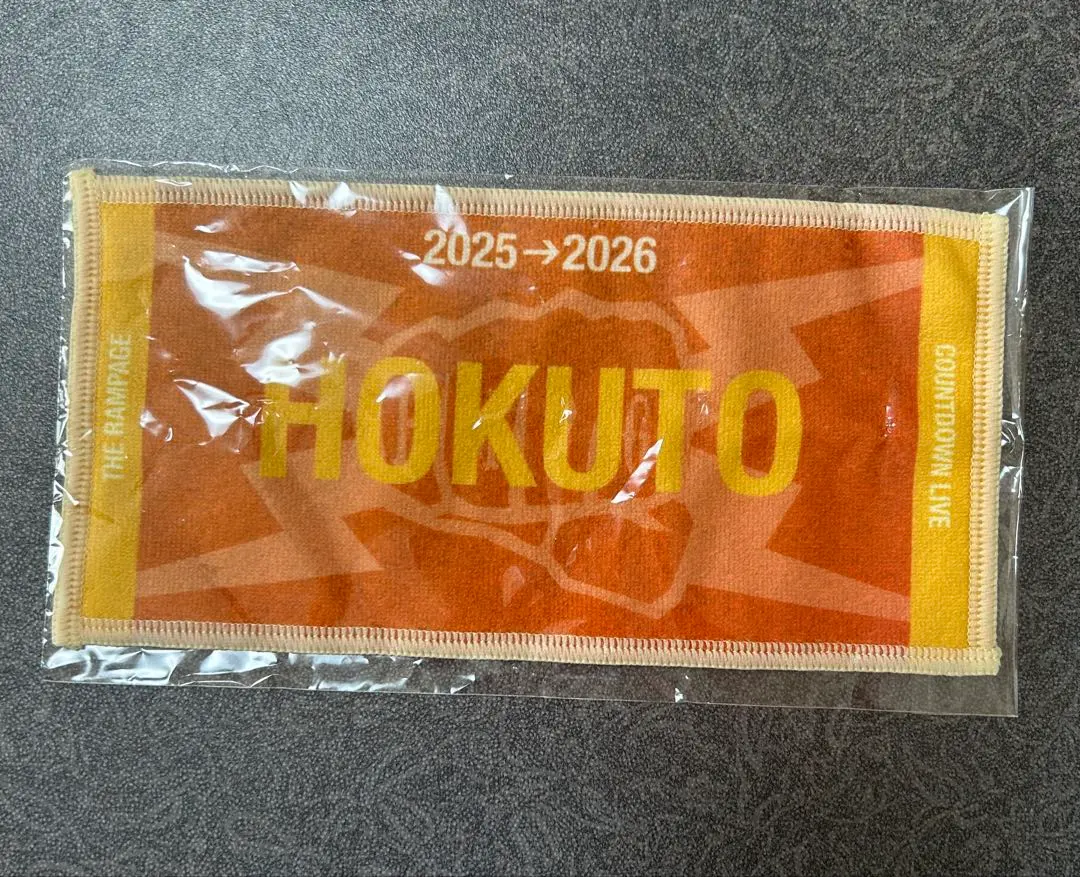 2025→2026
THE RAMPAGE
HOKUTO
COUNTDOWN LIVE